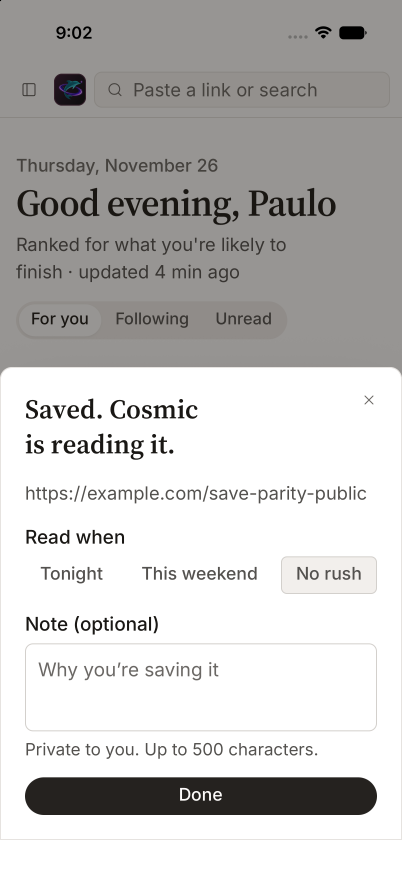 9:02
Paste a link or search
Thursday, November 26
Good evening, Paulo
Ranked for what you're likely to
finish · updated 4 min ago
For you Following Unread
Saved. Cosmic
is reading it.
https://example.com/save-parity-public
Read when
Tonight This weekend No rush
Note (optional)
Why you’re saving it
Private to you. Up to 500 characters.
Done